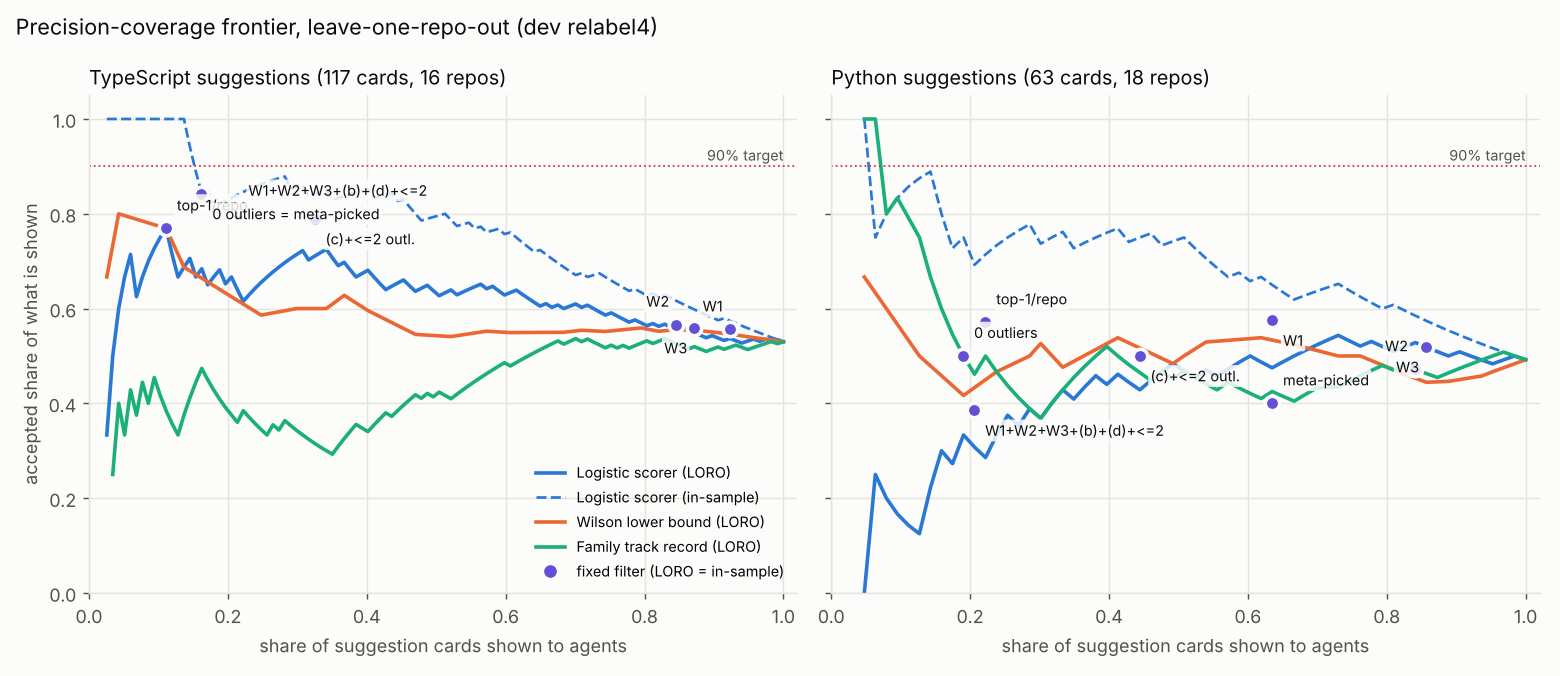 Precision-coverage frontier, leave-one-repo-out (dev relabel4)
TypeScript suggestions (117 cards, 16 repos)
accepted share of what is shown
1.0
0.8
0.6
0.4
0.2
0.0
90% target
W1+W2+W3+(b)+(d)+<=2
top-1/repo
0 outliers = meta-picked
(c)+<=2 outl.
W2
W1
W3
Logistic scorer (LORO)
Logistic scorer (in-sample)
Wilson lower bound (LORO)
Family track record (LORO)
fixed filter (LORO = in-sample)
0.0 0.2 0.4 0.6 0.8 1.0
share of suggestion cards shown to agents
Python suggestions (63 cards, 18 repos)
90% target
top-1/repo
0 outliers
W1
W2
W3
(c)+<=2 outl.
meta-picked
W1+W2+W3+(b)+(d)+<=2
0.0 0.2 0.4 0.6 0.8 1.0
share of suggestion cards shown to agents